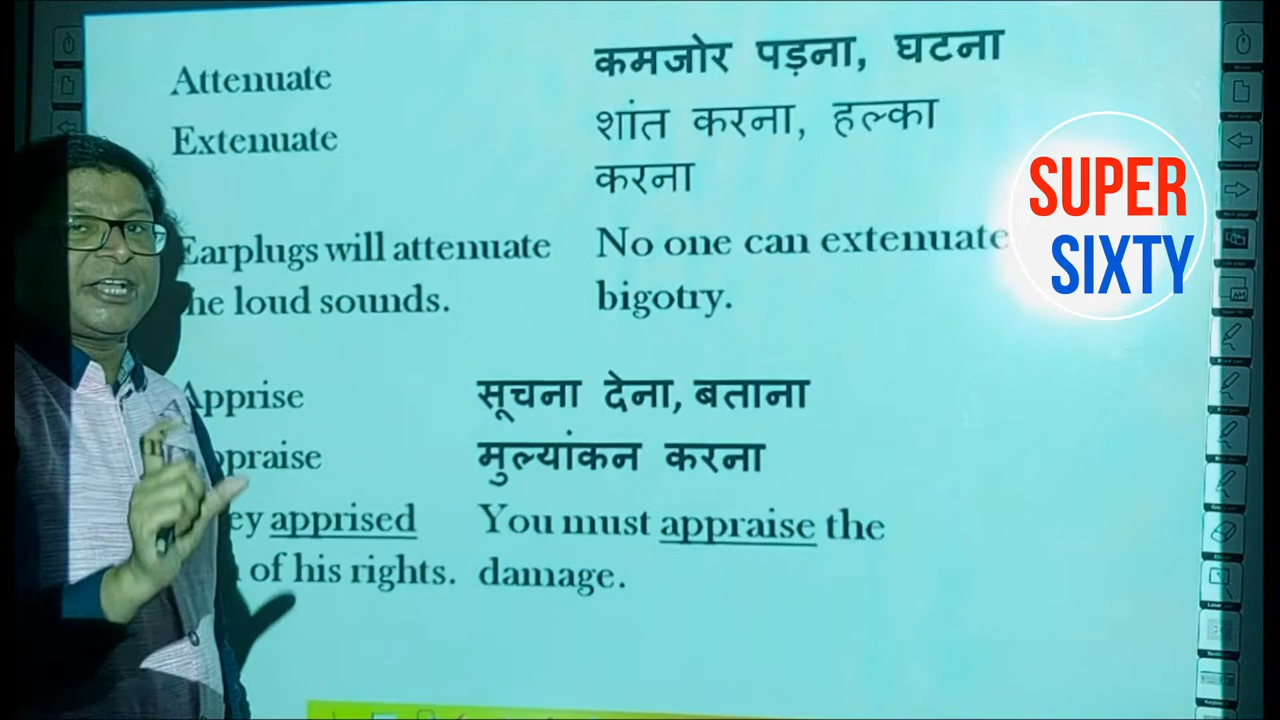 Attenuate कमजोर पड़ना, घटना
Extenuate शांत करना, हल्का
करना
Earplugs will attenuate No one can extenuate
he loud sounds. bigotry.
Apprise सूचना देना, बताना
ppraise मुल्यांकन करना
ey apprised You must appraise the
of his rights. damage.
SUPER
SIXTY